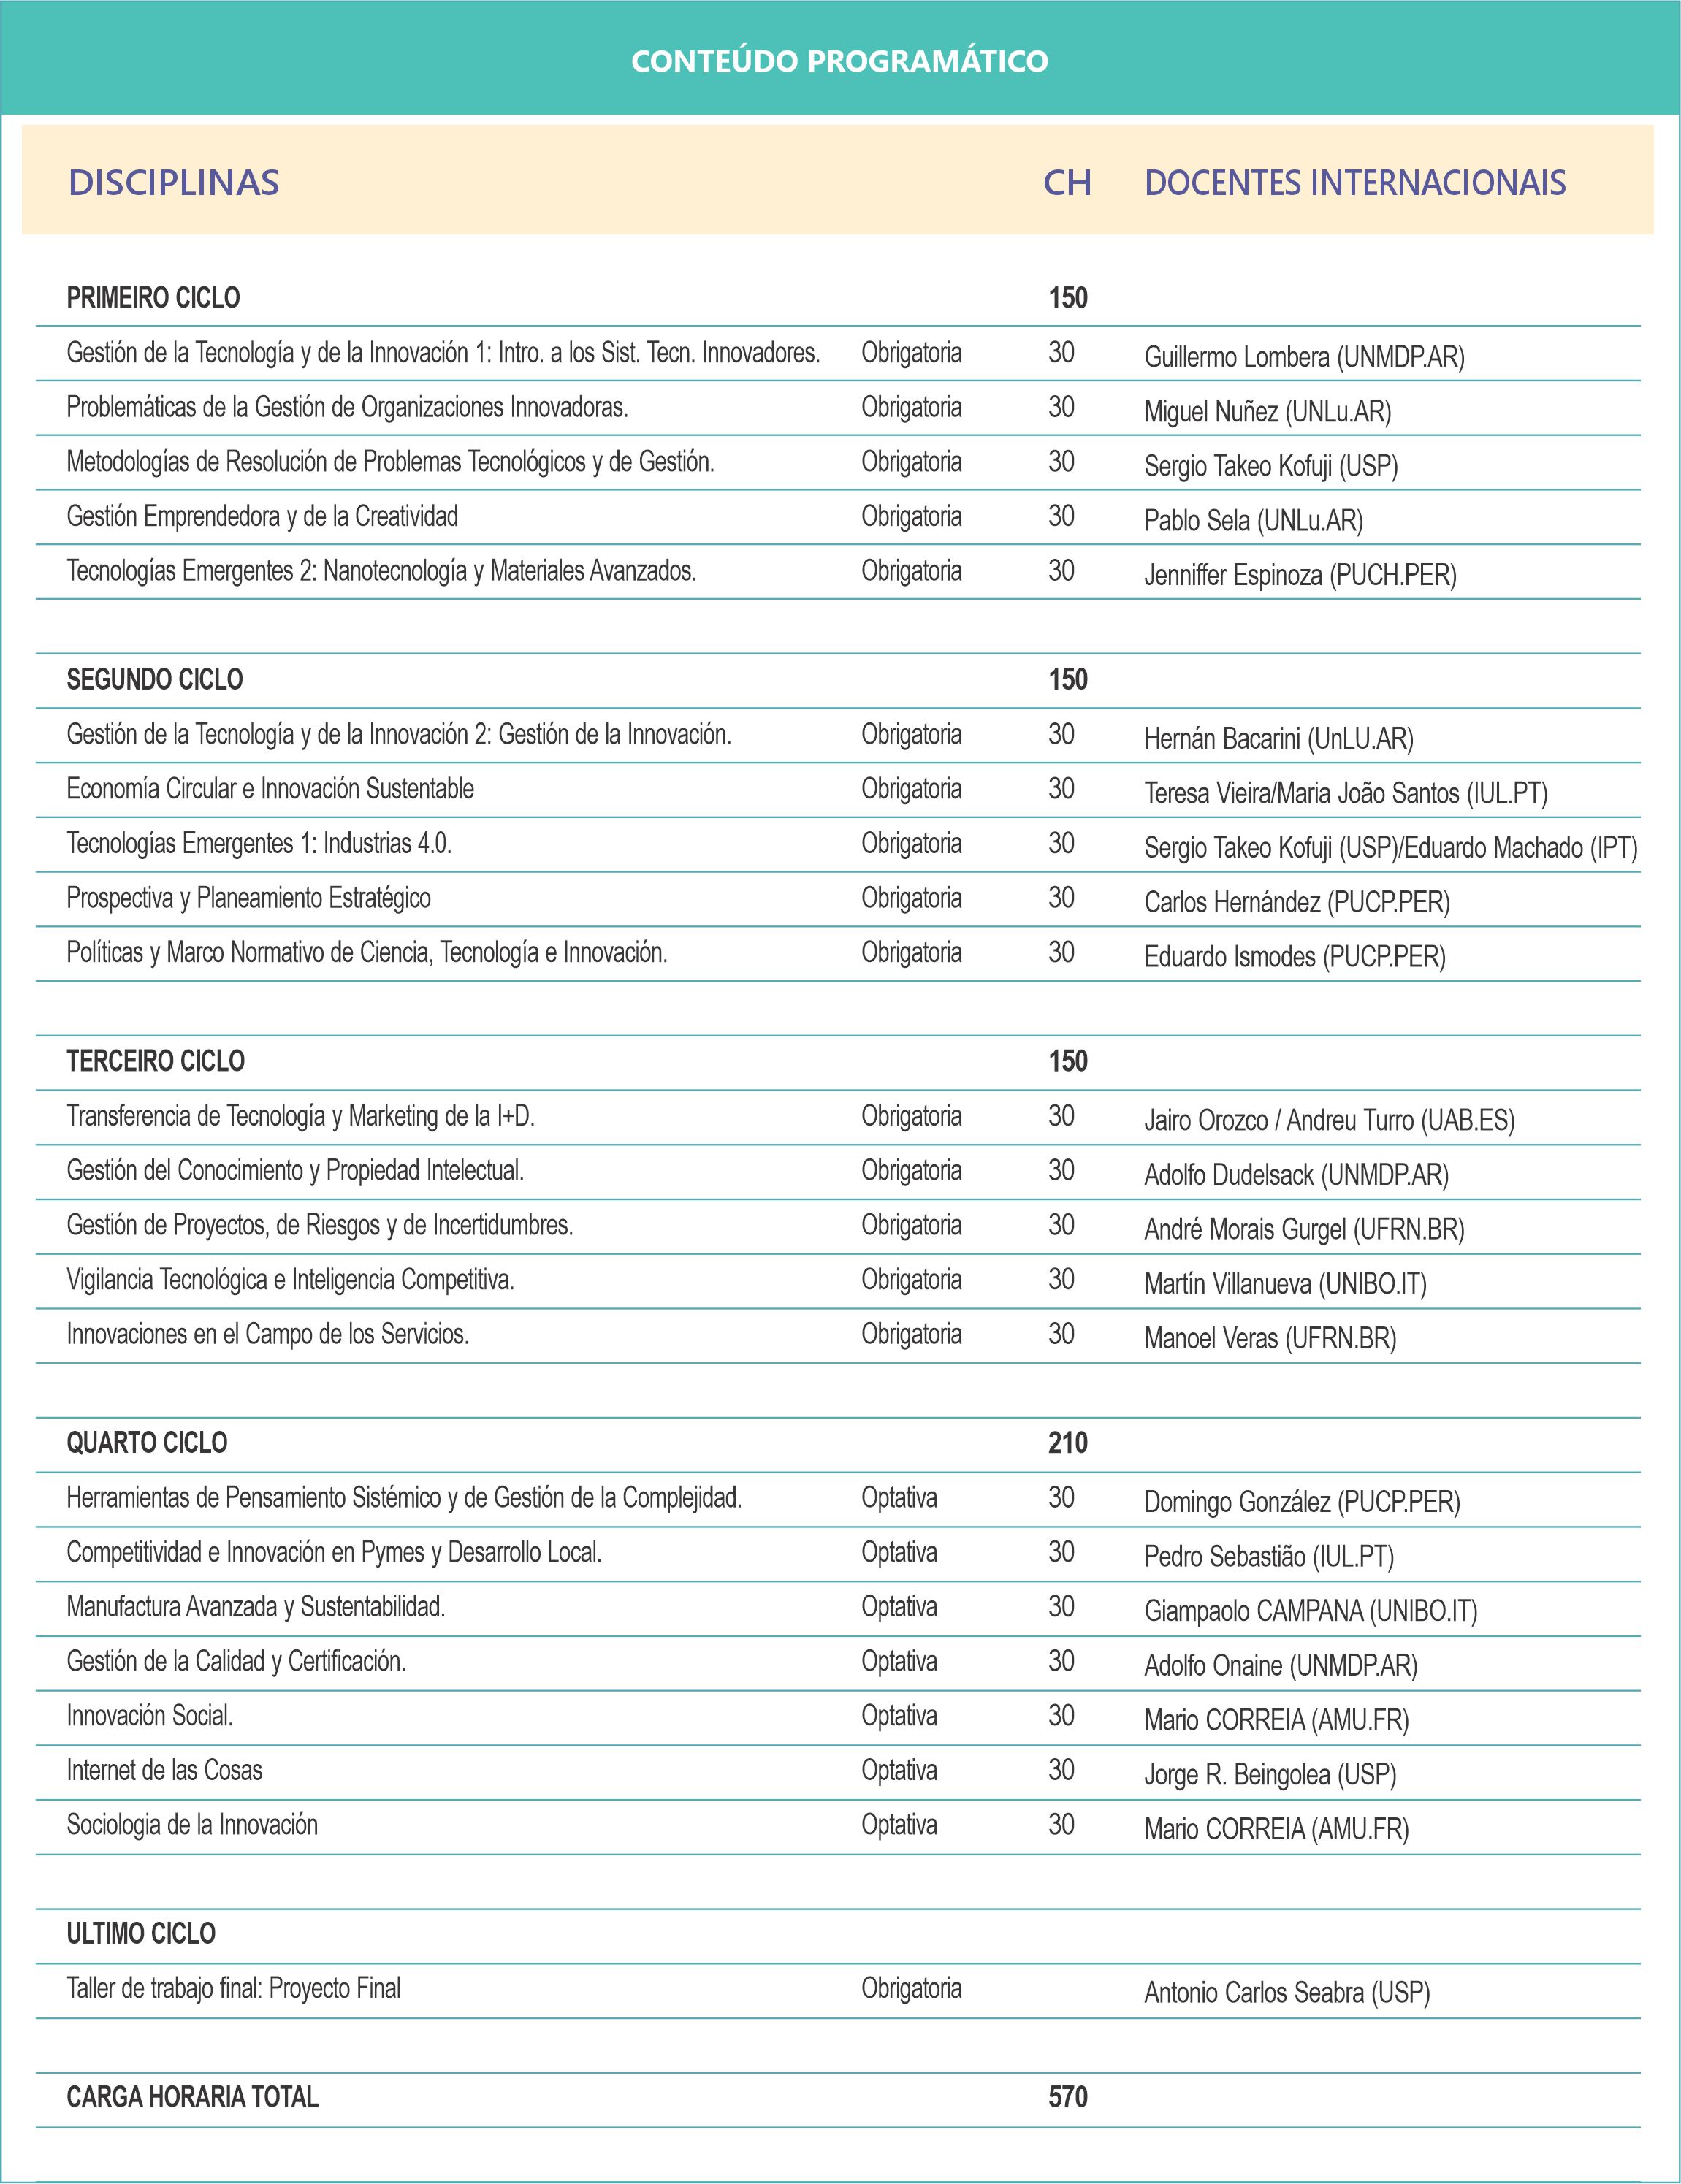 CONTEÚDO PROGRAMÁTICO
DISCIPLINAS CH DOCENTES INTERNACIONAIS
PRIMEIRO CICLO 150
Gestión de la Tecnología y de la Innovación 1: Intro. a los Sist. Tecn. Innovadores. Obrigatoria 30 Guillermo Lombera (UNMDP.AR)
Problemáticas de la Gestión de Organizaciones Innovadoras. Obrigatoria 30 Miguel Nuñez (UNLu.AR)
Metodologías de Resolución de Problemas Tecnológicos y de Gestión. Obrigatoria 30 Sergio Takeo Kofuji (USP)
Gestión Emprendedora y de la Creatividad Obrigatoria 30 Pablo Sela (UNLu.AR)
Tecnologías Emergentes 2: Nanotecnología y Materiales Avanzados. Obrigatoria 30 Jenniffer Espinoza (PUCH.PER)
SEGUNDO CICLO 150
Gestión de la Tecnología y de la Innovación 2: Gestión de la Innovación. Obrigatoria 30 Hernán Bacarini (UnLU.AR)
Economía Circular e Innovación Sustentable Obrigatoria 30 Teresa Vieira/Maria João Santos (IUL.PT)
Tecnologías Emergentes 1: Industrias 4.0. Obrigatoria 30 Sergio Takeo Kofuji (USP)/Eduardo Machado (IPT)
Prospectiva y Planeamiento Estratégico Obrigatoria 30 Carlos Hernández (PUCP.PER)
Políticas y Marco Normativo de Ciencia, Tecnología e Innovación. Obrigatoria 30 Eduardo Ismodes (PUCP.PER)
TERCEIRO CICLO 150
Transferencia de Tecnología y Marketing de la I+D. Obrigatoria 30 Jairo Orozco / Andreu Turro (UAB.ES)
Gestión del Conocimiento y Propiedad Intelectual. Obrigatoria 30 Adolfo Dudelsack (UNMDP.AR)
Gestión de Proyectos, de Riesgos y de Incertidumbres. Obrigatoria 30 André Morais Gurgel (UFRN.BR)
Vigilancia Tecnológica e Inteligencia Competitiva. Obrigatoria 30 Martín Villanueva (UNIBO.IT)
Innovaciones en el Campo de los Servicios. Obrigatoria 30 Manoel Veras (UFRN.BR)
QUARTO CICLO 210
Herramientas de Pensamiento Sistémico y de Gestión de la Complejidad. Optativa 30 Domingo González (PUCP.PER)
Competitividad e Innovación en Pymes y Desarrollo Local. Optativa 30 Pedro Sebastião (IUL.PT)
Manufactura Avanzada y Sustentabilidad. Optativa 30 Giampaolo CAMPANA (UNIBO.IT)
Gestión de la Calidad y Certificación. Optativa 30 Adolfo Onaine (UNMDP.AR)
Innovación Social. Optativa 30 Mario CORREIA (AMU.FR)
Internet de las Cosas Optativa 30 Jorge R. Beingolea (USP)
Sociologia de la Innovación Optativa 30 Mario CORREIA (AMU.FR)
ULTIMO CICLO
Taller de trabajo final: Proyecto Final Obrigatoria Antonio Carlos Seabra (USP)
CARGA HORARIA TOTAL 570